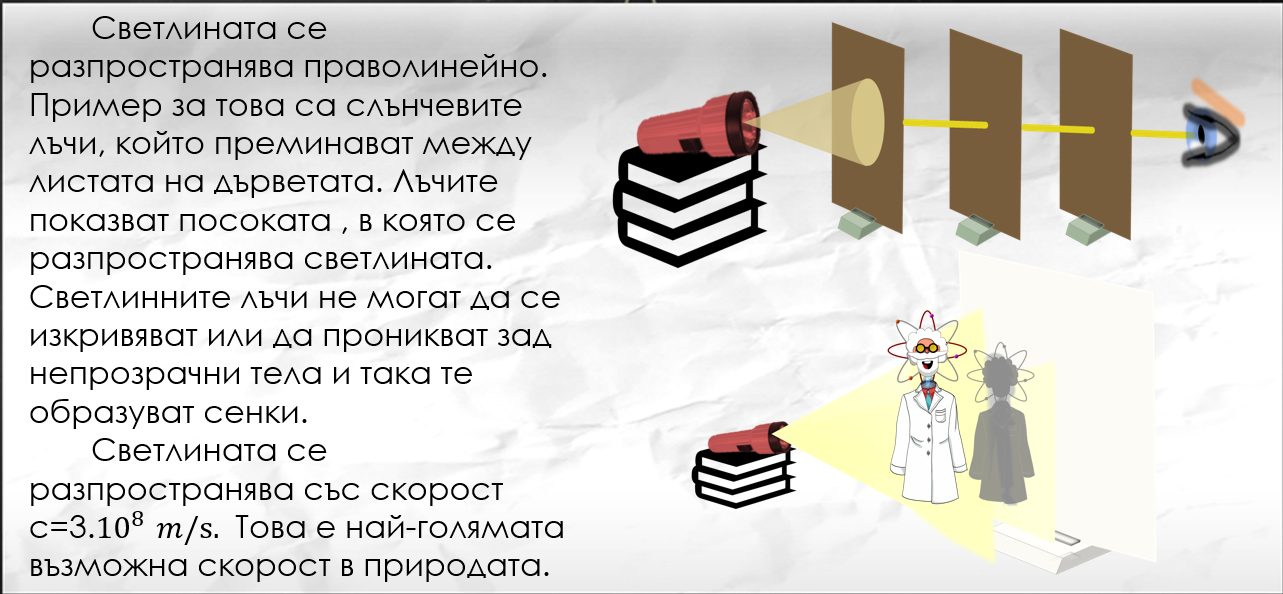 Светлината се
разпространява праволинейно.
Пример за това са слънчевите
лъчи, който преминават между
листата на дърветата. Лъчите
показват посоката , в която се
разпространява светлината.
Светлинните лъчи не могат да се
изкривяват или да проникват зад
непрозрачни тела и така те
образуват сенки.
Светлината се
разпространява със скорост
c=3.10⁸ m/s. Това е най-голямата
възможна скорост в природата.